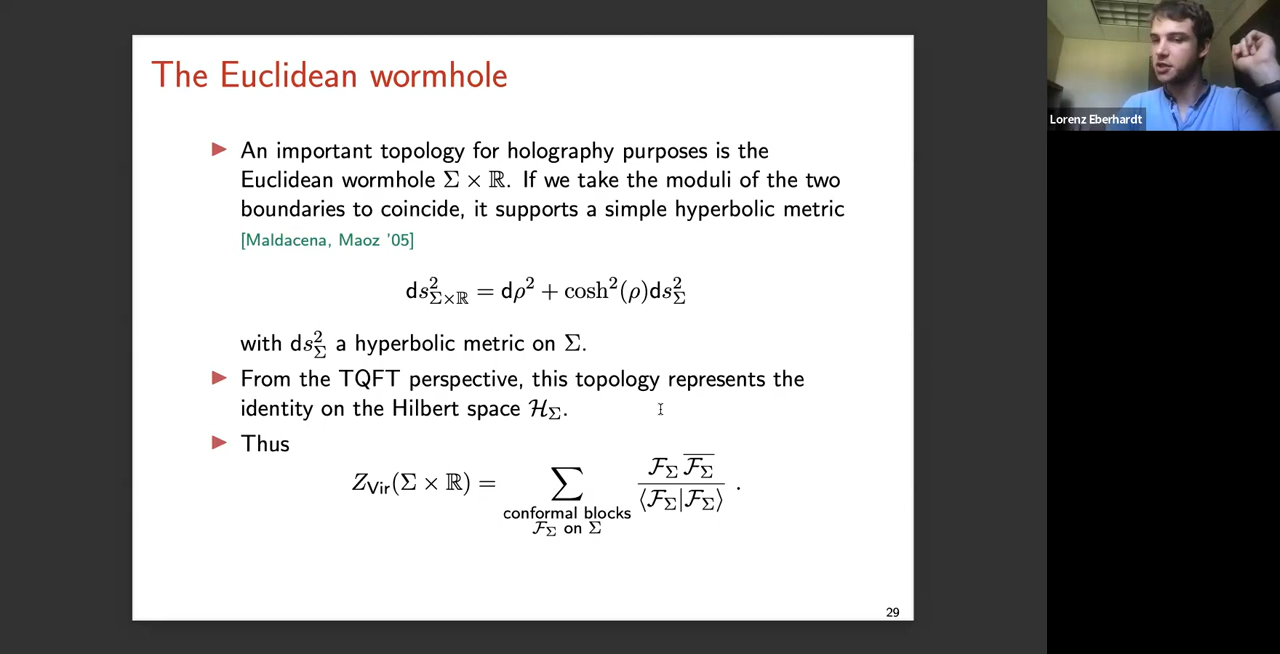 The Euclidean wormhole
▶ An important topology for holography purposes is the
Euclidean wormhole Σ × ℝ. If we take the moduli of the two
boundaries to coincide, it supports a simple hyperbolic metric
[Maldacena, Maoz '05]
ds²_{Σ×ℝ} = dρ² + cosh²(ρ)ds²_Σ
with ds²_Σ a hyperbolic metric on Σ.
▶ From the TQFT perspective, this topology represents the
identity on the Hilbert space ℋ_Σ.
▶ Thus
Z_Vir(Σ × ℝ) = ∑_{conformal blocks ℱ_Σ on Σ} \frac{ℱ_Σ \overline{ℱ_Σ}}{⟨ℱ_Σ|ℱ_Σ⟩} .
29
Lorenz Eberhardt